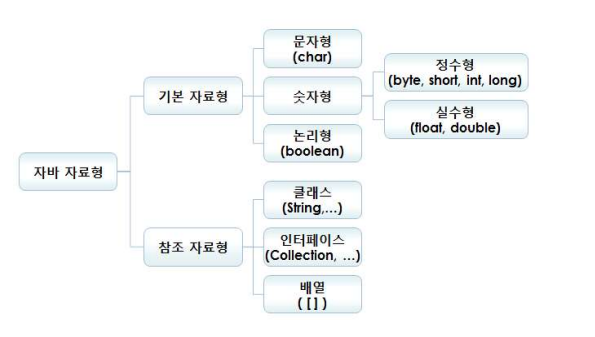 자바 자료형
기본 자료형
문자형
(char)
숫자형
정수형
(byte, short, int, long)
실수형
(float, double)
논리형
(boolean)
참조 자료형
클래스
(String,...)
인터페이스
(Collection, ...)
배열
( [ ] )